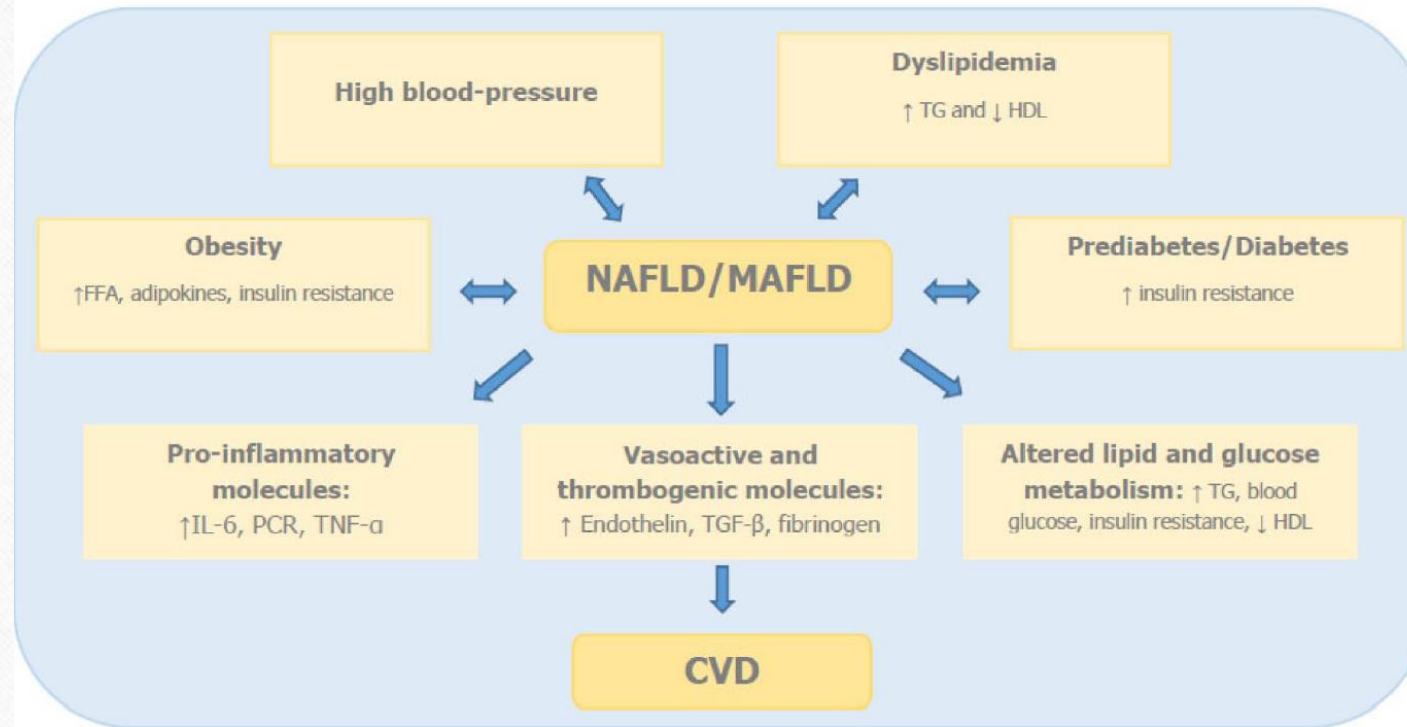 High blood-pressure
Dyslipidemia
↑ TG and ↓ HDL
Obesity
↑FFA, adipokines, insulin resistance
NAFLD/MAFLD
Prediabetes/Diabetes
↑ insulin resistance
Pro-inflammatory
molecules:
↑IL-6, PCR, TNF-α
Vasoactive and
thrombogenic molecules:
↑ Endothelin, TGF-β, fibrinogen
Altered lipid and glucose
metabolism: ↑ TG, blood
glucose, insulin resistance, ↓ HDL
CVD